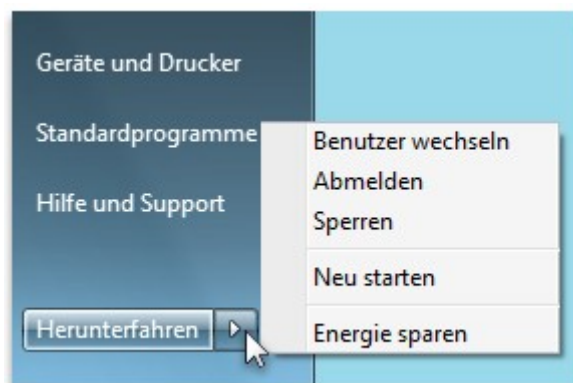 Geräte und Drucker
Standardprogramme
Hilfe und Support
Herunterfahren
Benutzer wechseln
Abmelden
Sperren
Neu starten
Energie sparen